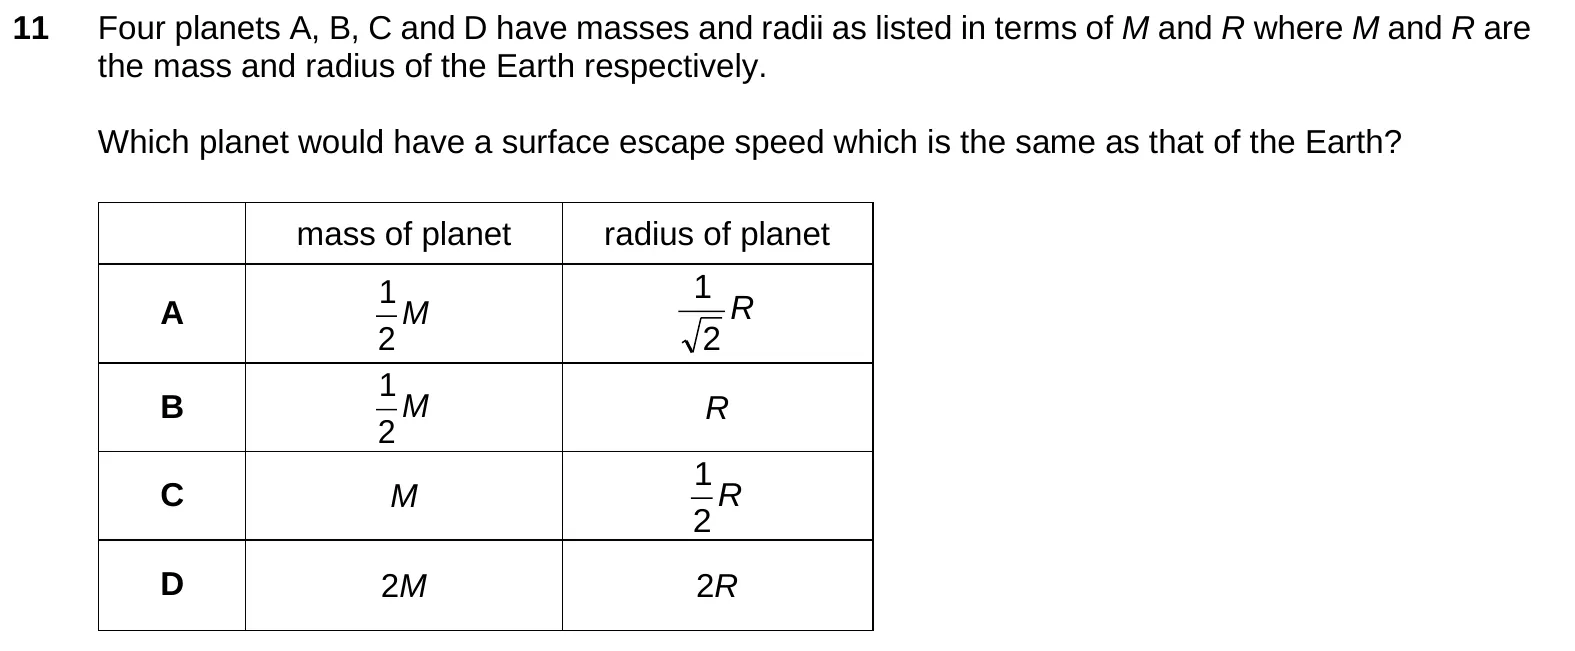 11 Four planets A, B, C and D have masses and radii as listed in terms of M and R where M and R are
the mass and radius of the Earth respectively.
Which planet would have a surface escape speed which is the same as that of the Earth?
mass of planet radius of planet
A 1/2 M 1/√2 R
B 1/2 M R
C M 1/2 R
D 2M 2R